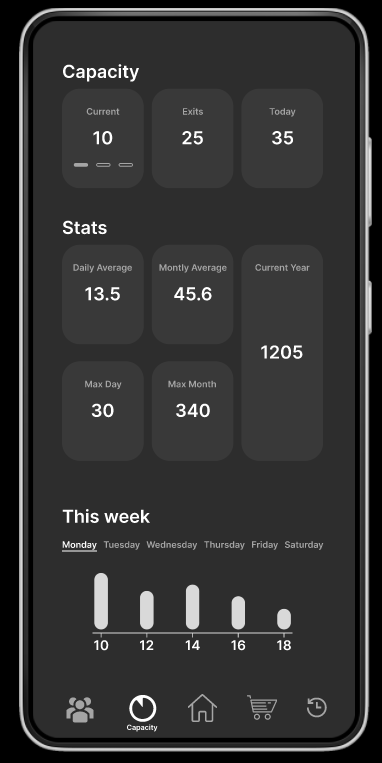 Capacity
Current Exits Today
10 25 35
Stats
Daily Average Montly Average Current Year
13.5 45.6
1205
Max Day Max Month
30 340
This week
Monday Tuesday Wednesday Thursday Friday Saturday
10 12 14 16 18
Capacity